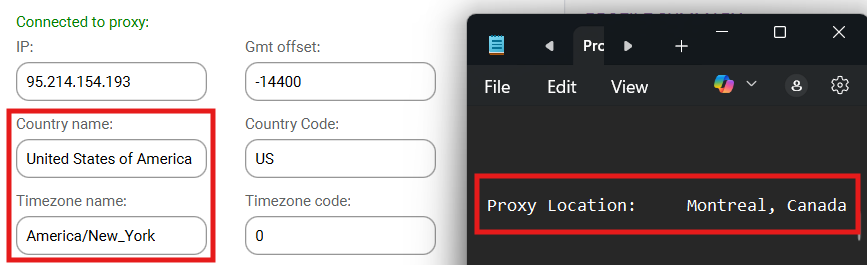 Connected to proxy:
IP:
Gmt offset:
95.214.154.193
-14400
Country name:
Country Code:
United States of America
US
Timezone name:
Timezone code:
America/New_York
0
Prc
File Edit View
Proxy Location: Montreal, Canada